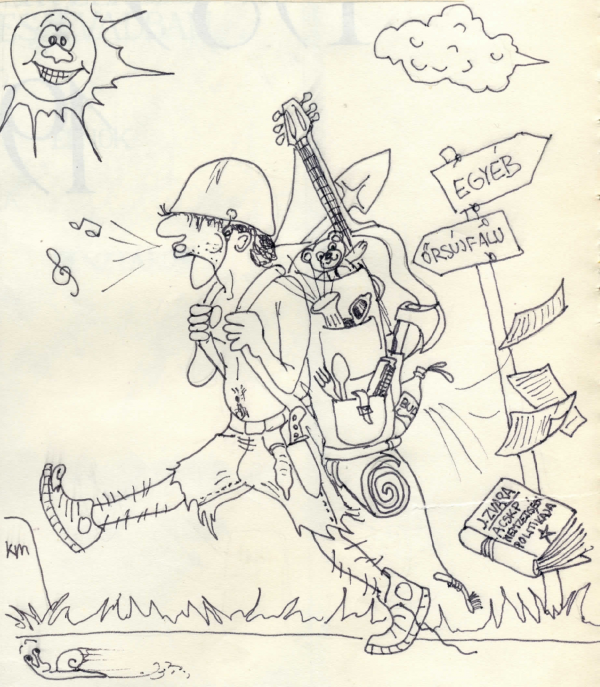 EGYÉB
ŐRSÚJFALU
km
J. ZVARA
A CSKP
NEMZETISÉGI
POLITIKÁJA